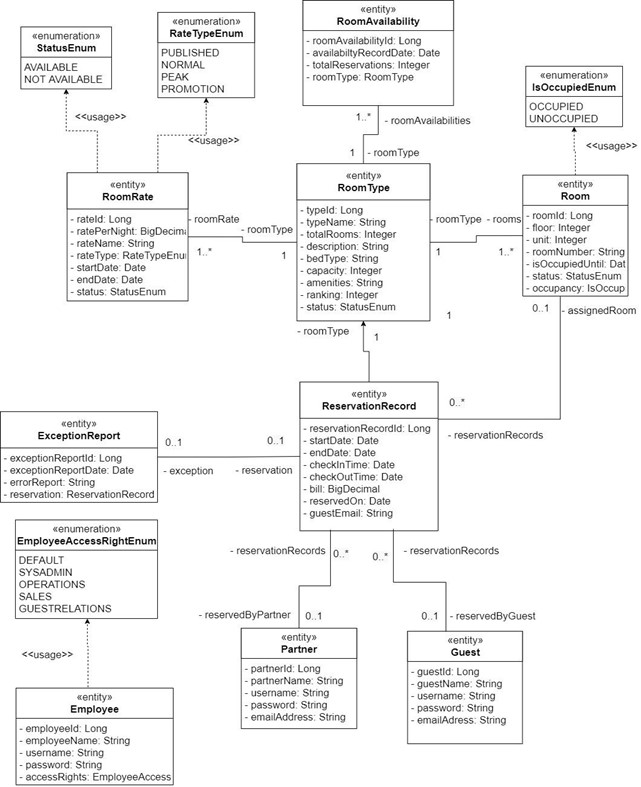 «enumeration»
StatusEnum
AVAILABLE
NOT AVAILABLE
<<usage>>
«enumeration»
RateTypeEnum
PUBLISHED
NORMAL
PEAK
PROMOTION
<<usage>>
«entity»
RoomAvailability
- roomAvailabilityId: Long
- availabiltyRecordDate: Date
- totalReservations: Integer
- roomType: RoomType
1..*
- roomAvailabilities
1
- roomType
«enumeration»
IsOccupiedEnum
OCCUPIED
UNOCCUPIED
<<usage>>
«entity»
RoomRate
- rateId: Long
- ratePerNight: BigDecima
- rateName: String
- rateType: RateTypeEnu
- startDate: Date
- endDate: Date
- status: StatusEnum
- roomRate
- roomType
1..*
1
«entity»
RoomType
- typeId: Long
- typeName: String
- totalRooms: Integer
- description: String
- bedType: String
- capacity: Integer
- amenities: String
- ranking: Integer
- status: StatusEnum
- roomType
- rooms
1
1..*
«entity»
Room
- roomId: Long
- floor: Integer
- unit: Integer
- roomNumber: String
- isOccupiedUntil: Dat
- status: StatusEnum
- occupancy: IsOccup
1
0..1
- assignedRoom
- roomType
1
«entity»
ReservationRecord
- reservationRecordId: Long
- startDate: Date
- endDate: Date
- checkInTime: Date
- checkOutTime: Date
- bill: BigDecimal
- reservedOn: Date
- guestEmail: String
0..*
- reservationRecords
«entity»
ExceptionReport
- exceptionReportId: Long
- exceptionReportDate: Date
- errorReport: String
- reservation: ReservationRecord
0..1
0..1
- exception
- reservation
«enumeration»
EmployeeAccessRightEnum
DEFAULT
SYSADMIN
OPERATIONS
SALES
GUESTRELATIONS
<<usage>>
- reservationRecords
0..*
0..*
- reservationRecords
- reservedByPartner
0..1
0..1
- reservedByGuest
«entity»
Partner
- partnerId: Long
- partnerName: String
- username: String
- password: String
- emailAddress: String
«entity»
Guest
- guestId: Long
- guestName: String
- username: String
- password: String
- emailAdress: String
«entity»
Employee
- employeeId: Long
- employeeName: String
- username: String
- password: String
- accessRights: EmployeeAccess